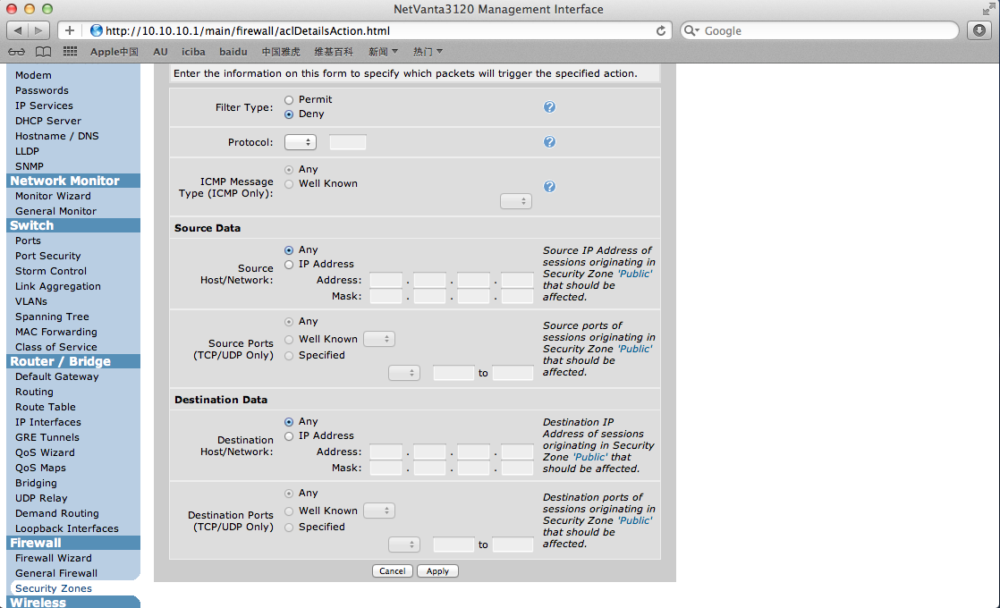 NetVanta3120 Management Interface
http://10.10.10.1/main/firewall/aclDetailsAction.html
Google
Apple中国 AU iciba baidu 中国雅虎 维基百科 新闻 热门
Modem
Passwords
IP Services
DHCP Server
Hostname / DNS
LLDP
SNMP
Network Monitor
Monitor Wizard
General Monitor
Switch
Ports
Port Security
Storm Control
Link Aggregation
VLANs
Spanning Tree
MAC Forwarding
Class of Service
Router / Bridge
Default Gateway
Routing
Route Table
IP Interfaces
GRE Tunnels
QoS Wizard
QoS Maps
Bridging
UDP Relay
Demand Routing
Loopback Interfaces
Firewall
Firewall Wizard
General Firewall
Security Zones
Wireless
Enter the information on this form to specify which packets will trigger the specified action.
Filter Type:
Permit
Deny
?
Protocol:
?
ICMP Message
Type (ICMP Only):
Any
Well Known
?
Source Data
Source
Host/Network:
Any
IP Address
Address: . . .
Mask: . . .
Source IP Address of
sessions originating in
Security Zone 'Public'
that should be
affected.
Source Ports
(TCP/UDP Only)
Any
Well Known
Specified
to
Source ports of
sessions originating in
Security Zone 'Public'
that should be
affected.
Destination Data
Destination
Host/Network:
Any
IP Address
Address: . . .
Mask: . . .
Destination IP
Address of sessions
originating in Security
Zone 'Public' that
should be affected.
Destination Ports
(TCP/UDP Only)
Any
Well Known
Specified
to
Destination ports of
sessions originating in
Security Zone 'Public'
that should be
affected.
Cancel Apply